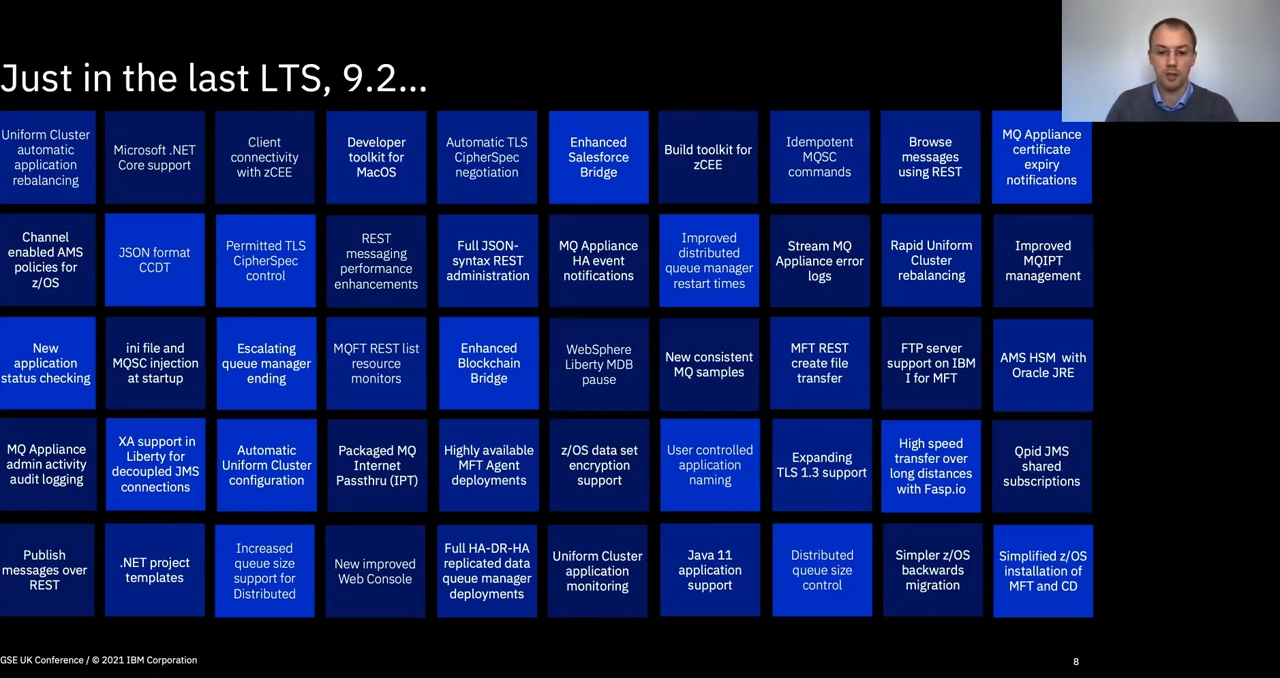 Just in the last LTS, 9.2...
Uniform Cluster
automatic
application
rebalancing
Microsoft .NET
Core support
Client
connectivity
with zCEE
Developer
toolkit for
MacOS
Automatic TLS
CipherSpec
negotiation
Enhanced
Salesforce
Bridge
Build toolkit for
zCEE
Idempotent
MQSC
commands
Browse
messages
using REST
MQ Appliance
certificate
expiry
notifications
Channel
enabled AMS
policies for
z/OS
JSON format
CCDT
Permitted TLS
CipherSpec
control
REST
messaging
performance
enhancements
Full JSON-
syntax REST
administration
MQ Appliance
HA event
notifications
Improved
distributed
queue manager
restart times
Stream MQ
Appliance error
logs
Rapid Uniform
Cluster
rebalancing
Improved
MQIPT
management
New
application
status checking
ini file and
MQSC injection
at startup
Escalating
queue manager
ending
MQFT REST list
resource
monitors
Enhanced
Blockchain
Bridge
WebSphere
Liberty MDB
pause
New consistent
MQ samples
MFT REST
create file
transfer
FTP server
support on IBM
I for MFT
AMS HSM with
Oracle JRE
MQ Appliance
admin activity
audit logging
XA support in
Liberty for
decoupled JMS
connections
Automatic
Uniform Cluster
configuration
Packaged MQ
Internet
Passthru (IPT)
Highly available
MFT Agent
deployments
z/OS data set
encryption
support
User controlled
application
naming
Expanding
TLS 1.3 support
High speed
transfer over
long distances
with Fasp.io
Qpid JMS
shared
subscriptions
Publish
messages over
REST
.NET project
templates
Increased
queue size
support for
Distributed
New improved
Web Console
Full HA-DR-HA
replicated data
queue manager
deployments
Uniform Cluster
application
monitoring
Java 11
application
support
Distributed
queue size
control
Simpler z/OS
backwards
migration
Simplified z/OS
installation of
MFT and CD
GSE UK Conference / © 2021 IBM Corporation
8